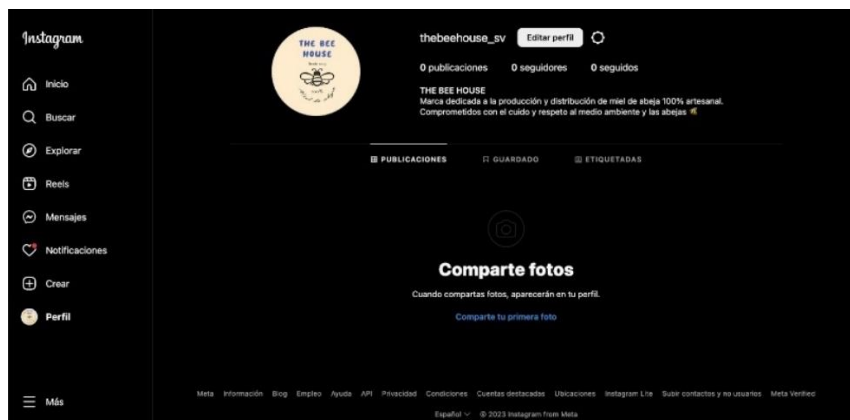 Instagram
Inicio
Buscar
Explorar
Reels
Mensajes
Notificaciones
Crear
Perfil
Más
THE BEE
HOUSE
thebeehouse_sv Editar perfil
0 publicaciones 0 seguidores 0 seguidos
THE BEE HOUSE
Marca dedicada a la producción y distribución de miel de abeja 100% artesanal.
Comprometidos con el cuido y respeto al medio ambiente y las abejas
PUBLICACIONES GUARDADO ETIQUETADAS
Comparte fotos
Cuando compartas fotos, aparecerán en tu perfil.
Comparte tu primera foto
Meta Información Blog Empleo Ayuda API Privacidad Condiciones Cuentas destacadas Ubicaciones Instagram Lite Subir contactos y no usuarios Meta Verified
Español © 2023 Instagram from Meta